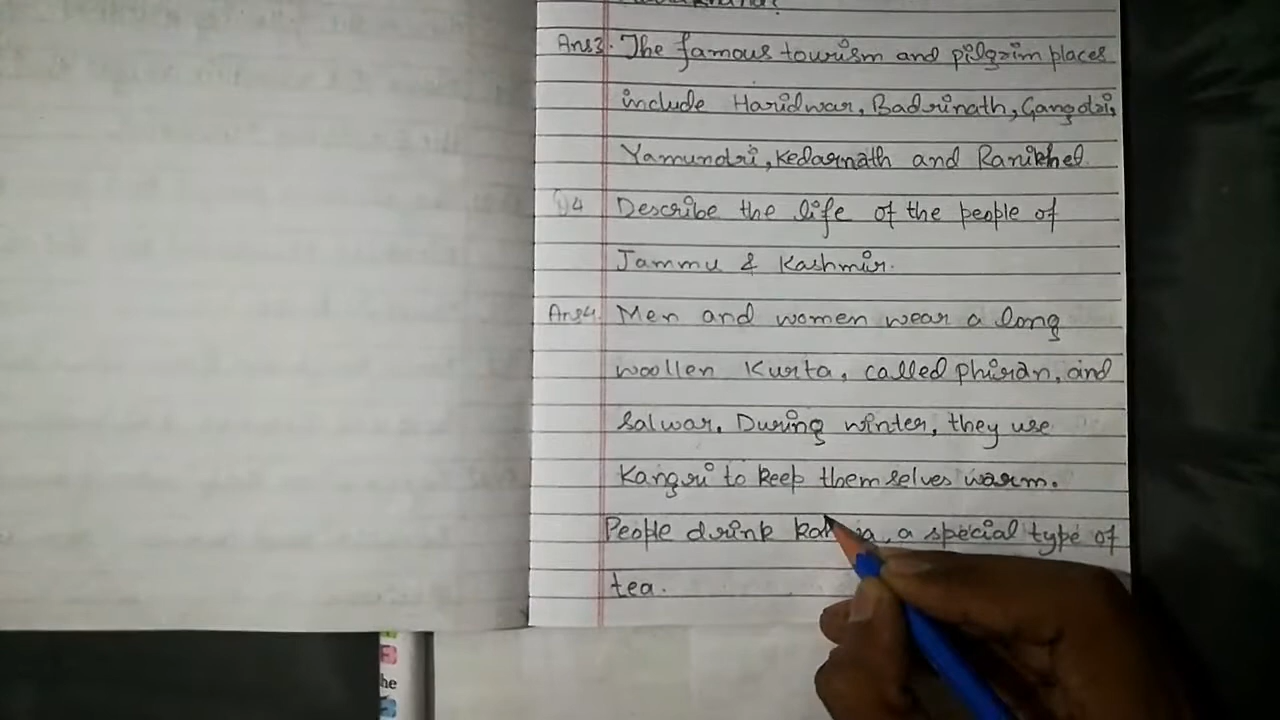 Ans3. The famous tourism and pilgrim places
include Haridwar, Badrinath, Gangotri,
Yamunotri, Kedarnath and Ranikhet
Q4 Describe the life of the people of
Jammu & Kashmir.
Ans4. Men and women wear a long
woollen Kurta, called phiran, and
Salwar. During winter, they use
Kangri to keep themselves warm.
People drink a special type of
tea.
he